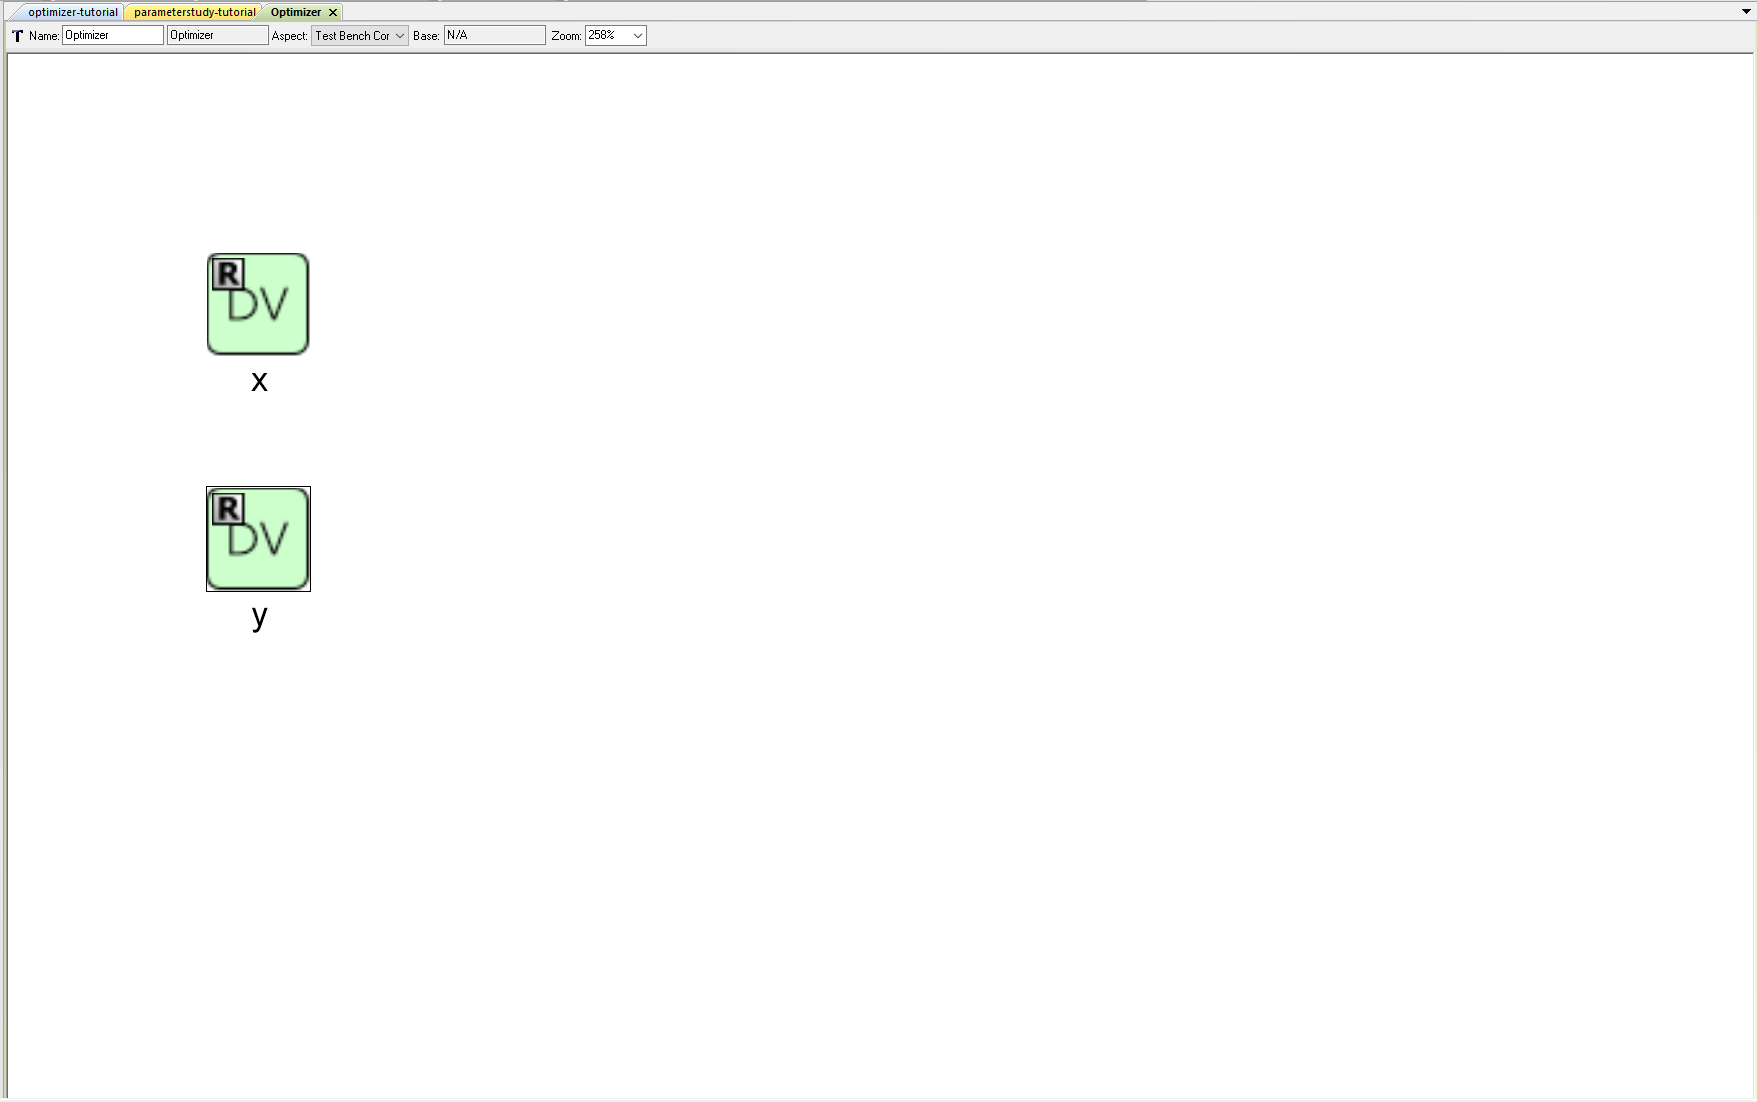 optimizer-tutorial parameterstudy-tutorial Optimizer
T Name: Optimizer Optimizer Aspect: Test Bench Cor Base: N/A Zoom: 258%
R
DV
x
R
DV
y